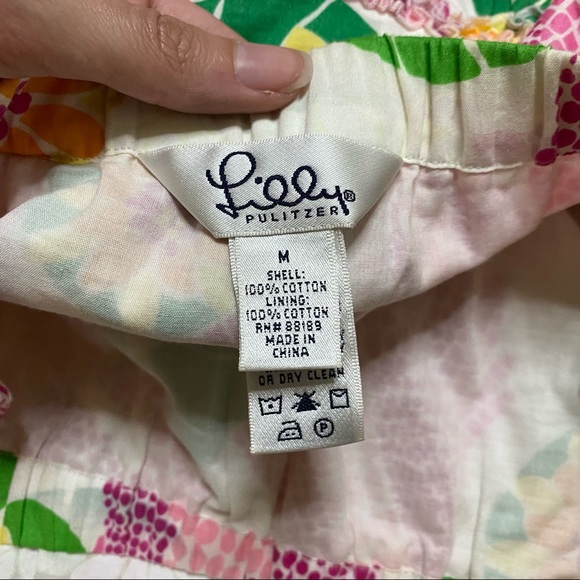 Lilly®
PULITZER
M
SHELL:
100% COTTON
LINING:
100% COTTON
RN# 88189
MADE IN
CHINA
OR DRY CLEAN
P